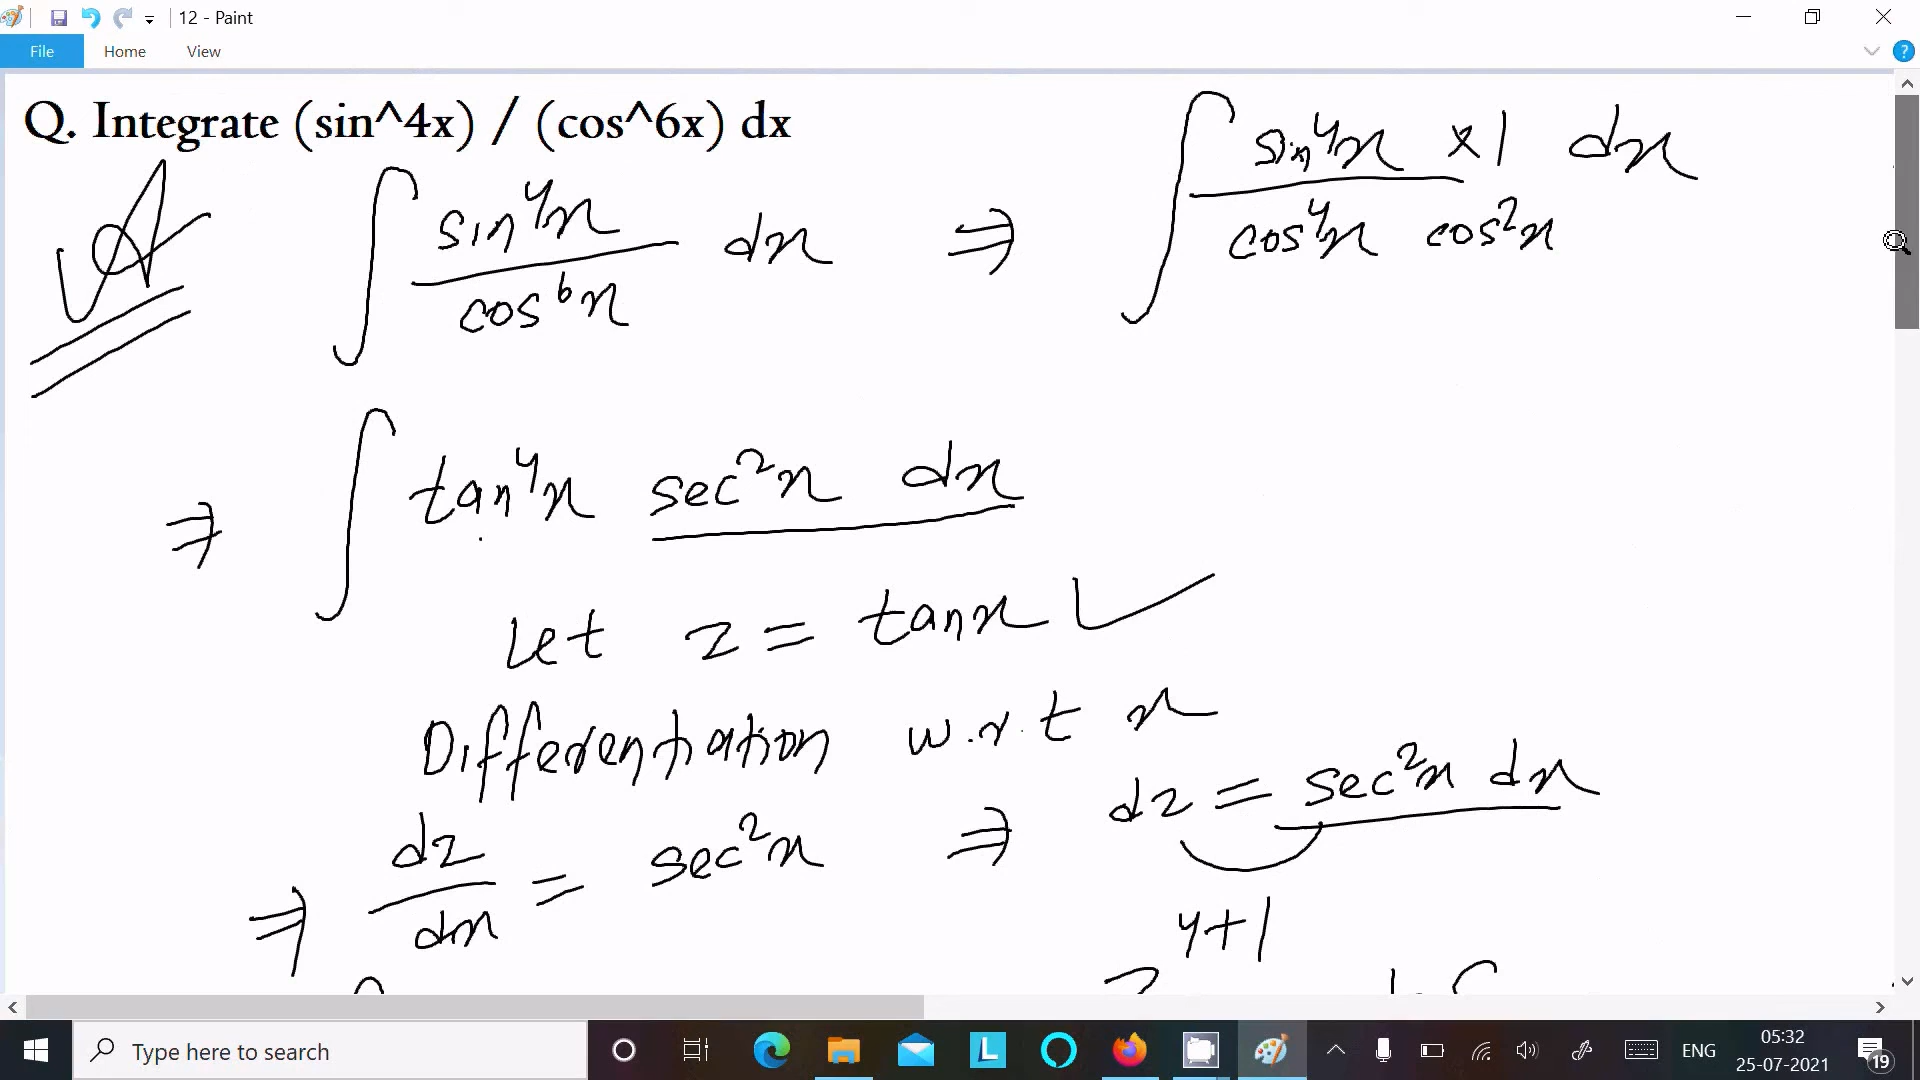 12 - Paint
File Home View
Q. Integrate (sin^4x) / (cos^6x) dx
A ∫ sin⁴x / cos⁶x dx ⇒ ∫ sin⁴x × 1 / cos⁴x cos²x dx
⇒ ∫ tan⁴x sec²x dx
Let z = tanx
Differentiation w.r.t x
⇒ dz/dx = sec²x ⇒ dz = sec²x dx
4+1
Type here to search
ENG
05:32
25-07-2021
19